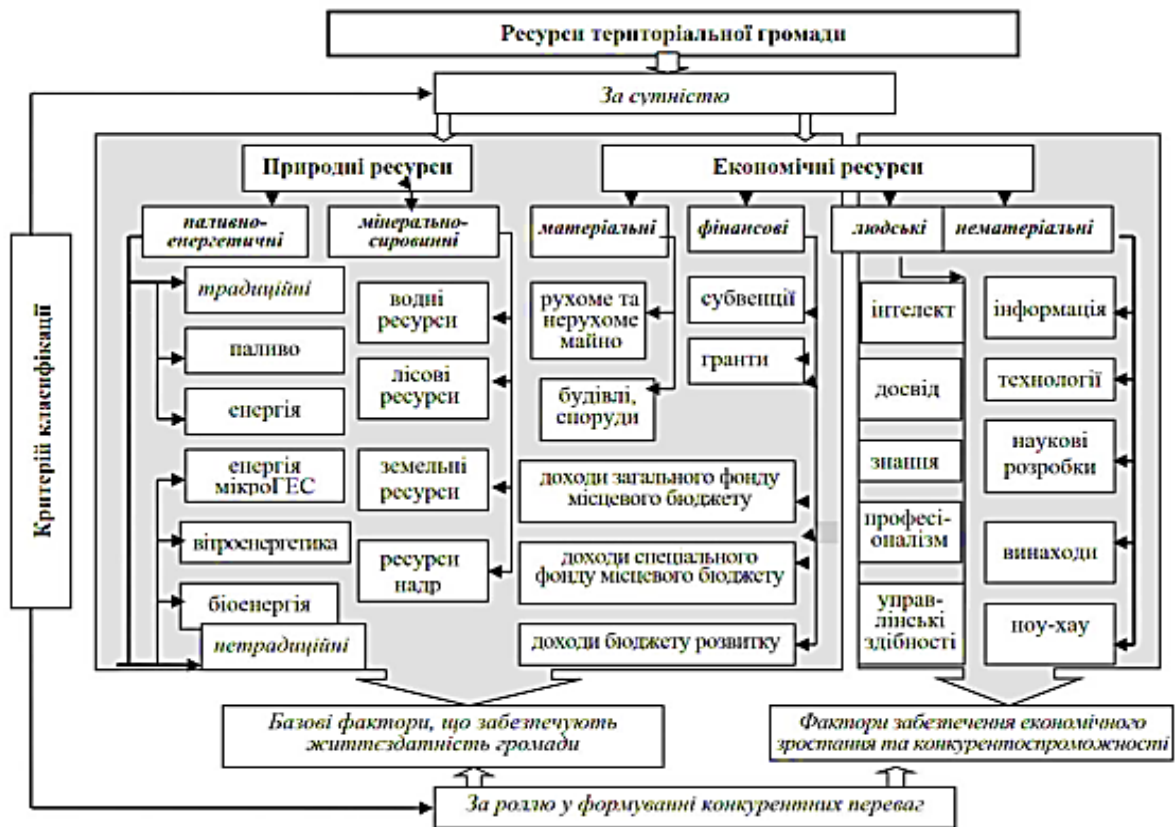 Ресурси територіальної громади
За сутністю
Природні ресурси
Економічні ресурси
паливно-
енергетичні
мінерально-
сировинні
матеріальні
фінансові
людські
нематеріальні
традиційні
паливо
енергія
енергія
мікроГЕС
вітроенергетика
біоенергія
нетрадиційні
водні
ресурси
лісові
ресурси
земельні
ресурси
ресурси
надр
рухоме та
нерухоме
майно
будівлі,
споруди
субвенції
гранти
доходи загального фонду
місцевого бюджету
доходи спеціального
фонду місцевого бюджету
доходи бюджету розвитку
інтелект
досвід
знання
професі-
оналізм
управ-
лінські
здібності
інформація
технології
наукові
розробки
винаходи
ноу-хау
Критерій класифікації
Базові фактори, що забезпечують
життєздатність громади
Фактори забезпечення економічного
зростання та конкурентоспроможності
За роллю у формуванні конкурентних переваг